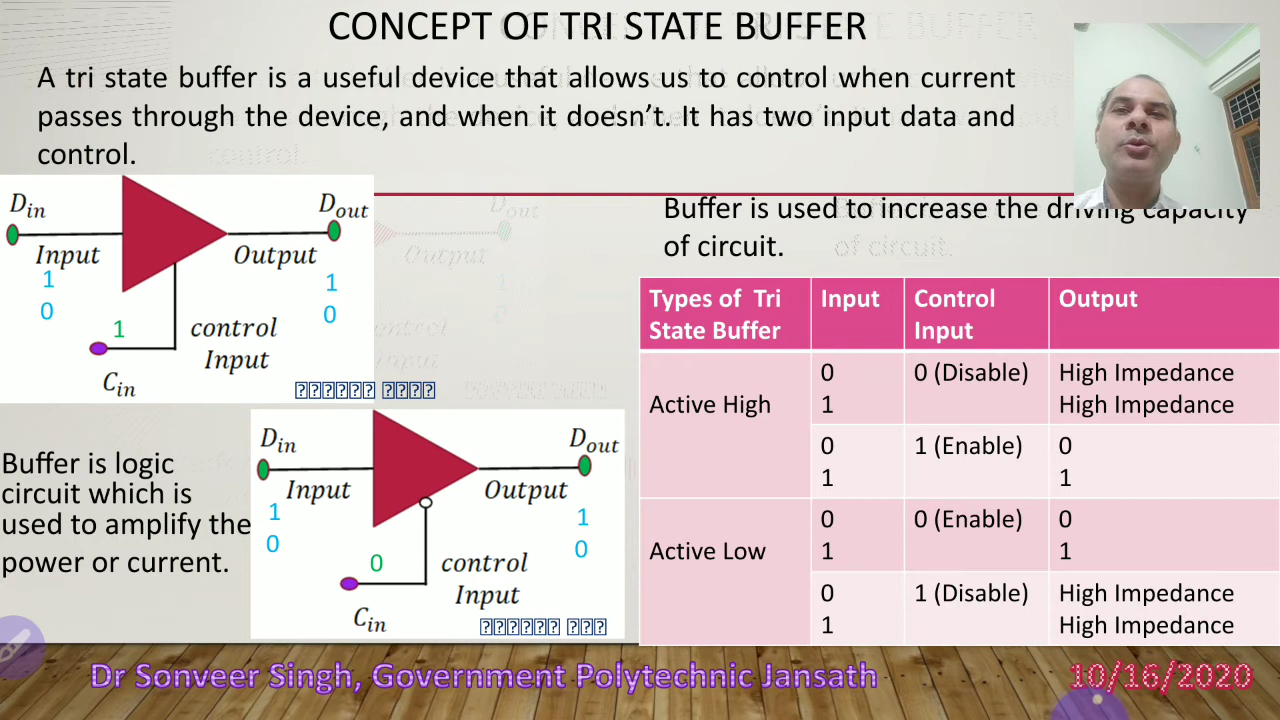 CONCEPT OF TRI STATE BUFFER
A tri state buffer is a useful device that allows us to control when current
passes through the device, and when it doesn’t. It has two input data and
control.
Buffer is used to increase the driving capacity
of circuit.
D_in
D_out
Input
Output
1
0
1
0
1
control
Input
C_in
Buffer is logic
circuit which is
used to amplify the
power or current.
D_in
D_out
Input
Output
1
0
1
0
0
control
Input
C_in
Types of Tri State Buffer Input Control Input Output
Active High
0 0 (Disable) High Impedance
1 High Impedance
0 1 (Enable) 0
1 1
Active Low
0 0 (Enable) 0
1 1
0 1 (Disable) High Impedance
1 High Impedance
Dr Sonveer Singh, Government Polytechnic Jansath
10/16/2020